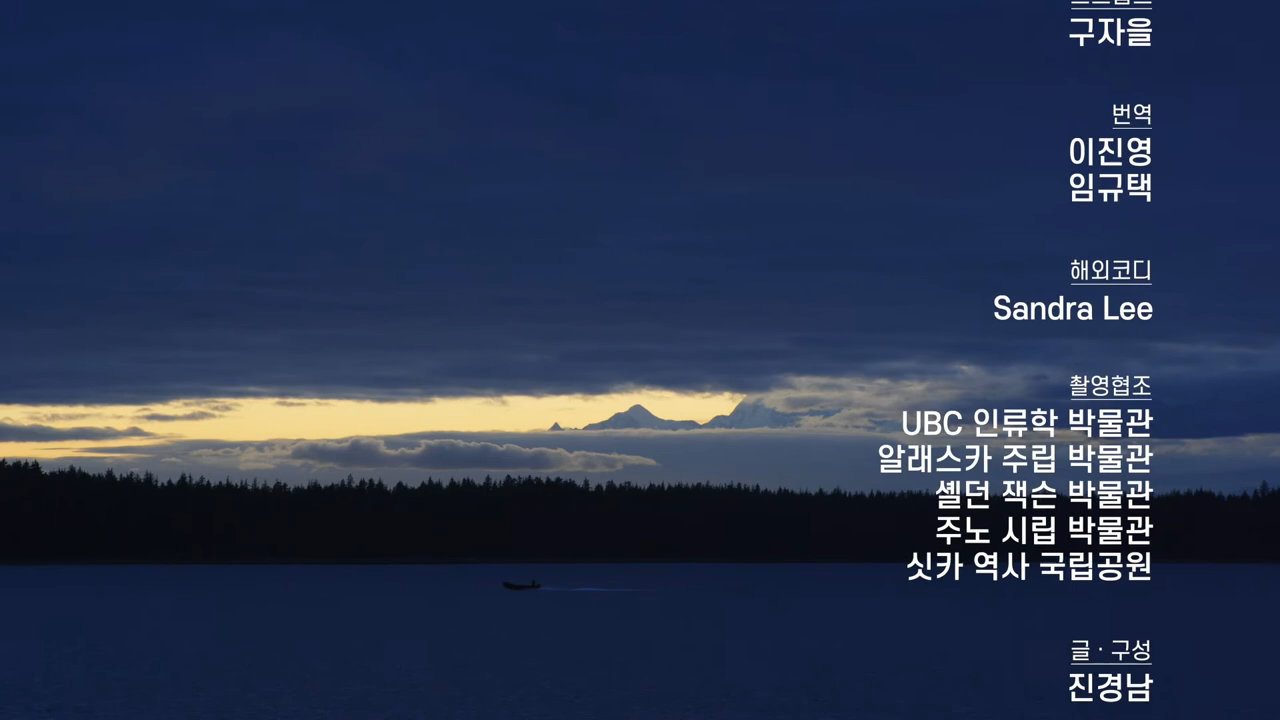 구자을
번역
이진영
임규택
해외코디
Sandra Lee
촬영협조
UBC 인류학 박물관
알래스카 주립 박물관
셸던 잭슨 박물관
주노 시립 박물관
싯카 역사 국립공원
글·구성
진경남